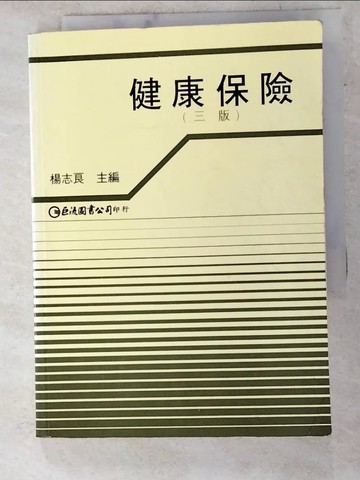 健康保險
(三版)
楊志良 主編
巨流圖書公司印行